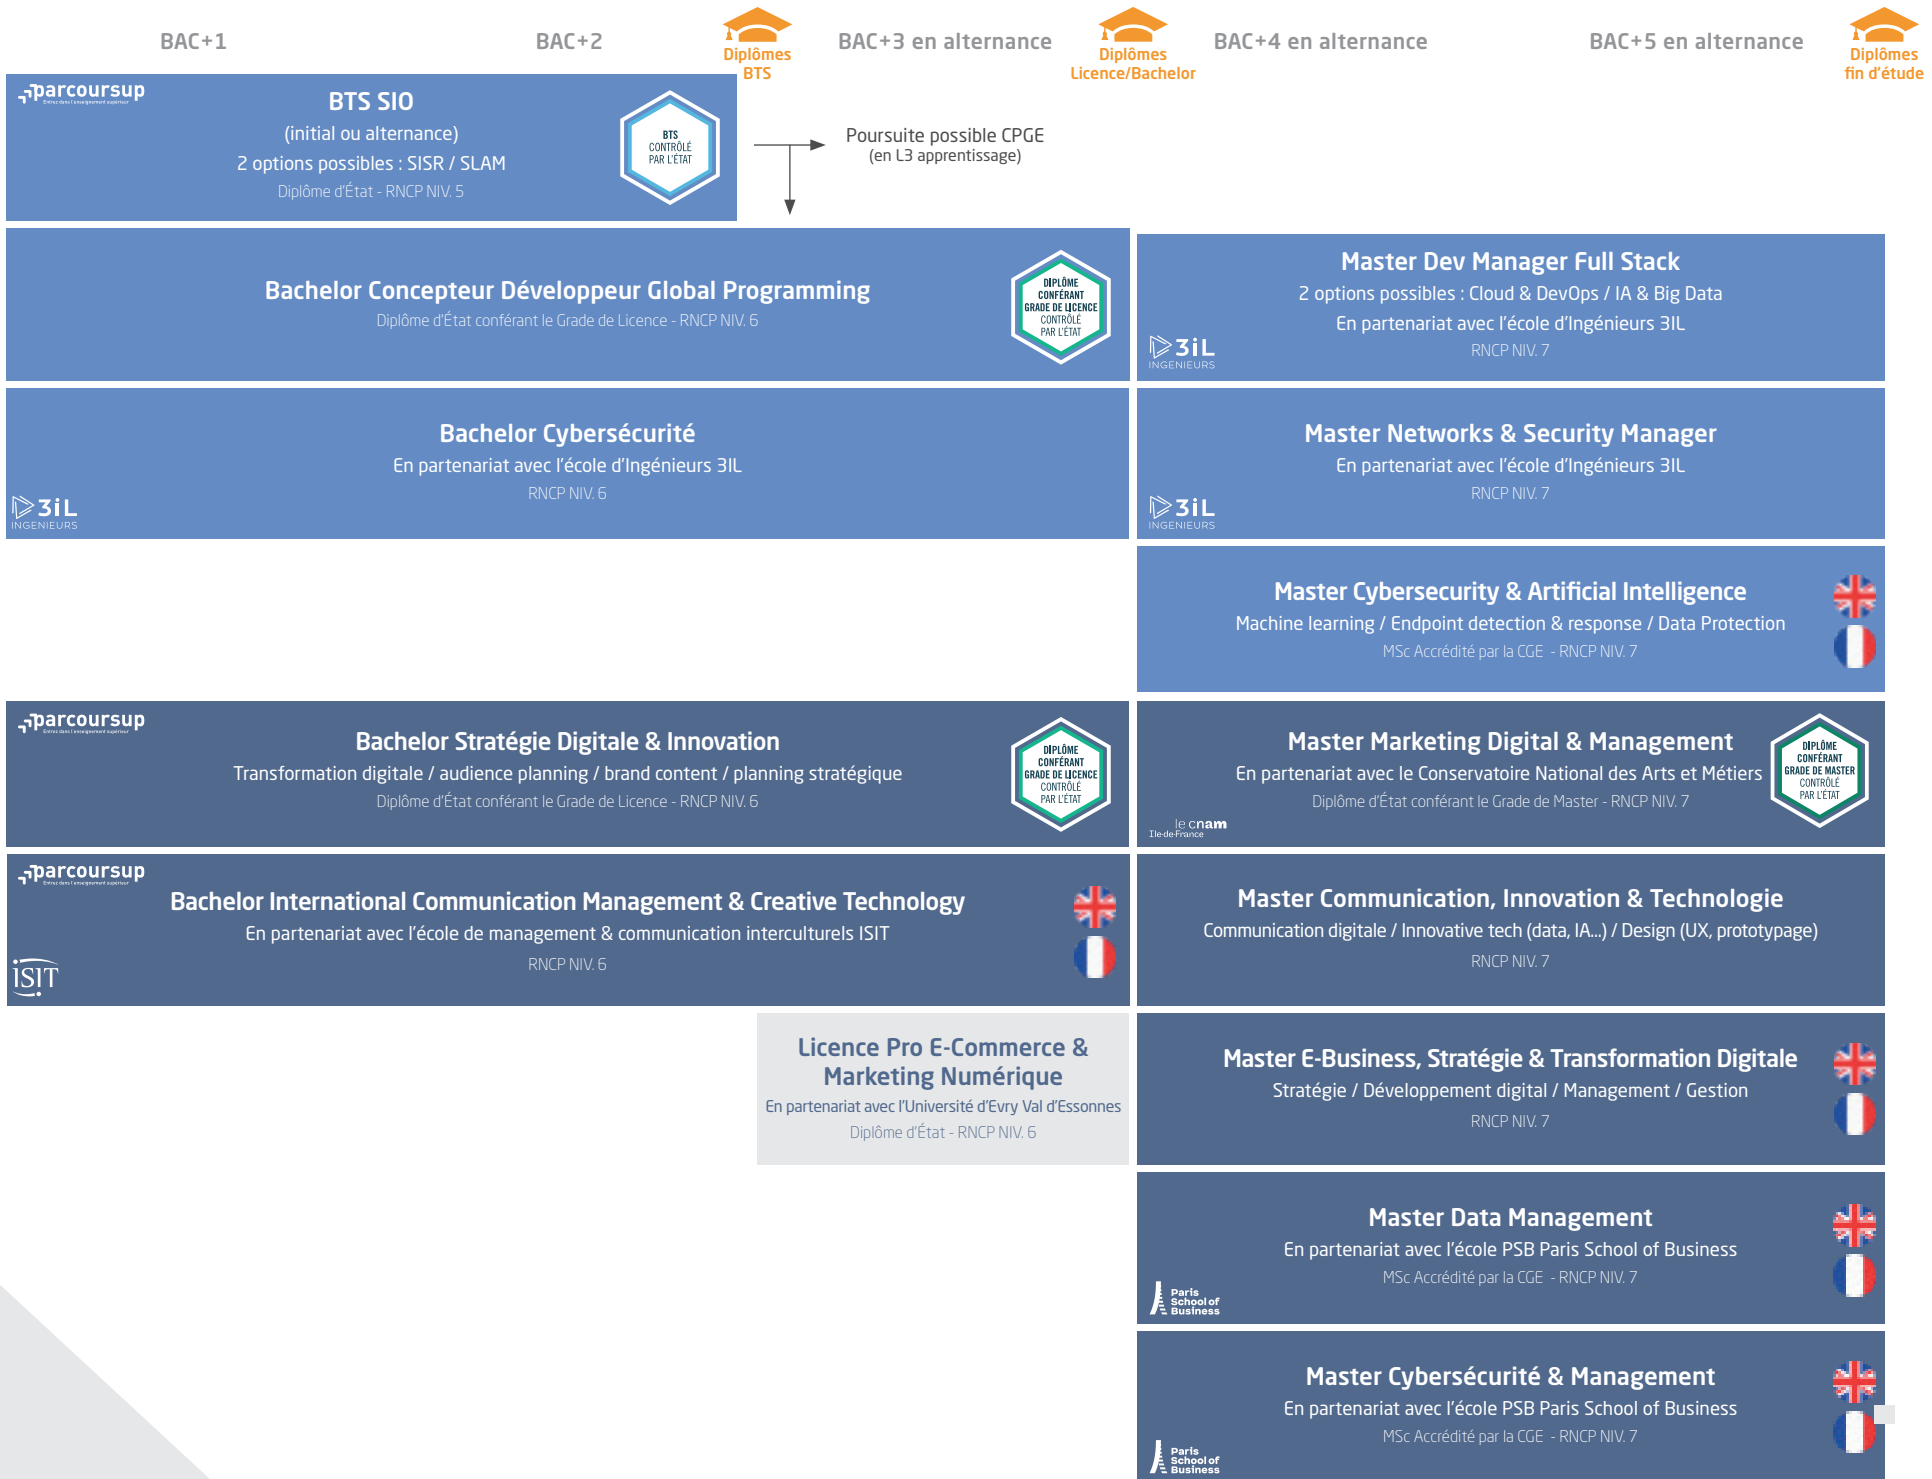 BAC+1
BAC+2
Diplômes
BTS
BAC+3 en alternance
Diplômes
Licence/Bachelor
BAC+4 en alternance
BAC+5 en alternance
Diplômes
fin d'étude
parcoursup
Entrez dans l'enseignement supérieur
BTS SIO
(initial ou alternance)
2 options possibles : SISR / SLAM
Diplôme d'État - RNCP NIV. 5
BTS
CONTRÔLÉ
PAR L'ÉTAT
Poursuite possible CPGE
(en L3 apprentissage)
Bachelor Concepteur Développeur Global Programming
Diplôme d'État conférant le Grade de Licence - RNCP NIV. 6
DIPLÔME
CONFÉRANT
GRADE DE LICENCE
CONTRÔLÉ
PAR L'ÉTAT
Master Dev Manager Full Stack
2 options possibles : Cloud & DevOps / IA & Big Data
En partenariat avec l'école d'Ingénieurs 3IL
RNCP NIV. 7
3iL
INGENIEURS
Bachelor Cybersécurité
En partenariat avec l'école d'Ingénieurs 3IL
RNCP NIV. 6
3iL
INGENIEURS
Master Networks & Security Manager
En partenariat avec l'école d'Ingénieurs 3IL
RNCP NIV. 7
3iL
INGENIEURS
Master Cybersecurity & Artificial Intelligence
Machine learning / Endpoint detection & response / Data Protection
MSc Accrédité par la CGE - RNCP NIV. 7
parcoursup
Entrez dans l'enseignement supérieur
Bachelor Stratégie Digitale & Innovation
Transformation digitale / audience planning / brand content / planning stratégique
Diplôme d'État conférant le Grade de Licence - RNCP NIV. 6
DIPLÔME
CONFÉRANT
GRADE DE LICENCE
CONTRÔLÉ
PAR L'ÉTAT
Master Marketing Digital & Management
En partenariat avec le Conservatoire National des Arts et Métiers
Diplôme d'État conférant le Grade de Master - RNCP NIV. 7
le cnam
Ile-de-France
DIPLÔME
CONFÉRANT
GRADE DE MASTER
CONTRÔLÉ
PAR L'ÉTAT
parcoursup
Entrez dans l'enseignement supérieur
Bachelor International Communication Management & Creative Technology
En partenariat avec l'école de management & communication interculturels ISIT
RNCP NIV. 6
iSIT
Master Communication, Innovation & Technologie
Communication digitale / Innovative tech (data, IA...) / Design (UX, prototypage)
RNCP NIV. 7
Licence Pro E-Commerce &
Marketing Numérique
En partenariat avec l'Université d'Evry Val d'Essonnes
Diplôme d'État - RNCP NIV. 6
Master E-Business, Stratégie & Transformation Digitale
Stratégie / Développement digital / Management / Gestion
RNCP NIV. 7
Master Data Management
En partenariat avec l'école PSB Paris School of Business
MSc Accrédité par la CGE - RNCP NIV. 7
Paris
School of
Business
Master Cybersécurité & Management
En partenariat avec l'école PSB Paris School of Business
MSc Accrédité par la CGE - RNCP NIV. 7
Paris
School of
Business